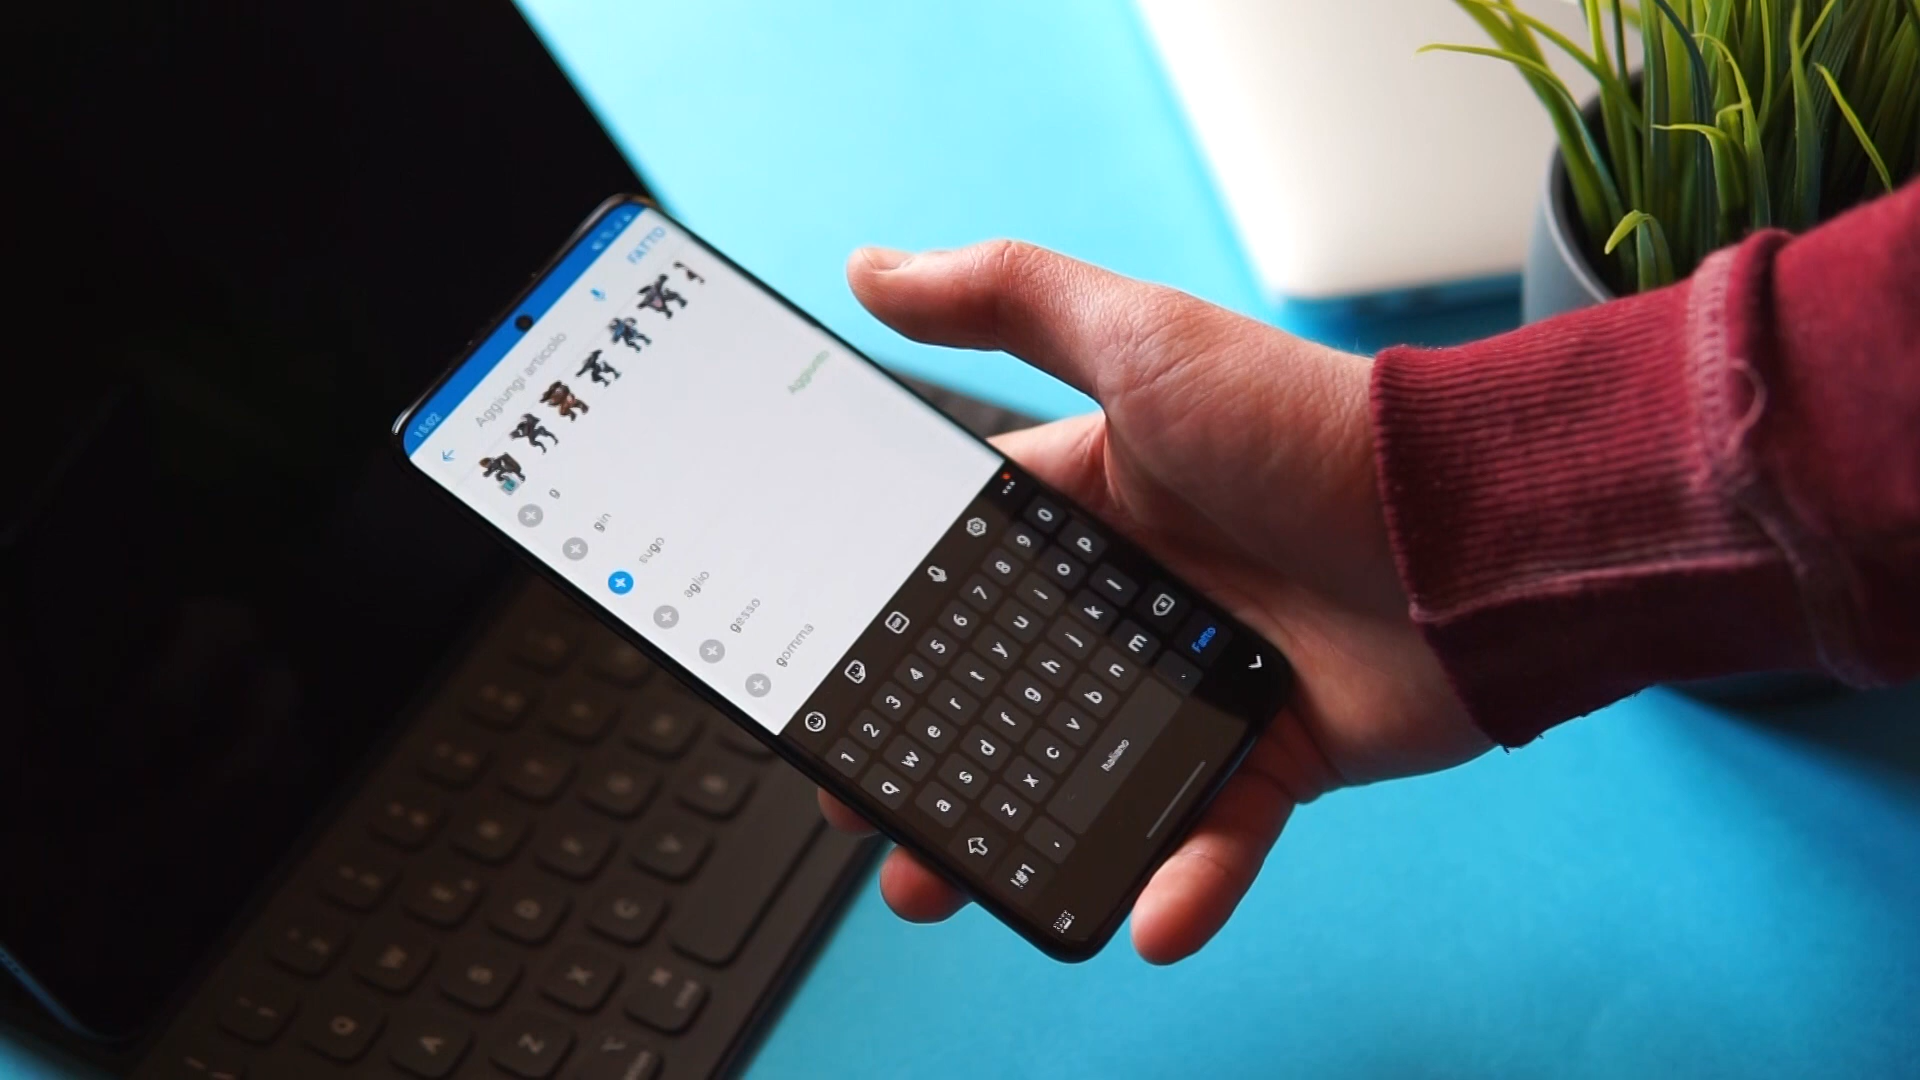 15:02
FATTO
Aggiungi articolo
g
gin
sugo
Aggiunto
aglio
gesso
gomma
1 2 3 4 5 6 7 8 9 0
q w e r t y u i o p
a s d f g h j k l
z x c v b n m
!#1 , Italiano . Fatto